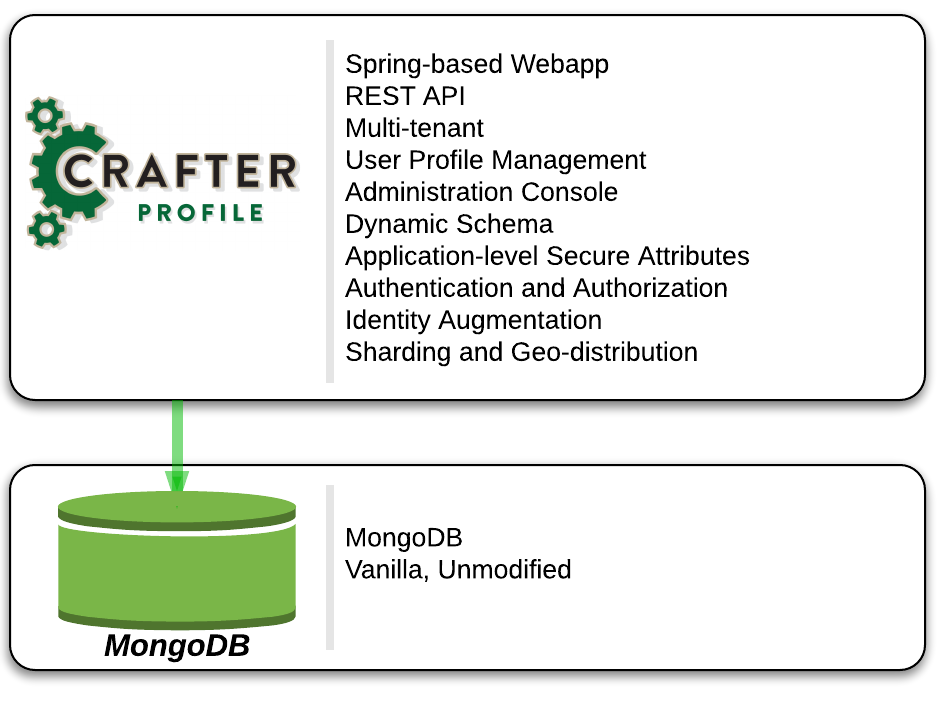 CRAFTER
PROFILE
Spring-based Webapp
REST API
Multi-tenant
User Profile Management
Administration Console
Dynamic Schema
Application-level Secure Attributes
Authentication and Authorization
Identity Augmentation
Sharding and Geo-distribution
MongoDB
MongoDB
Vanilla, Unmodified